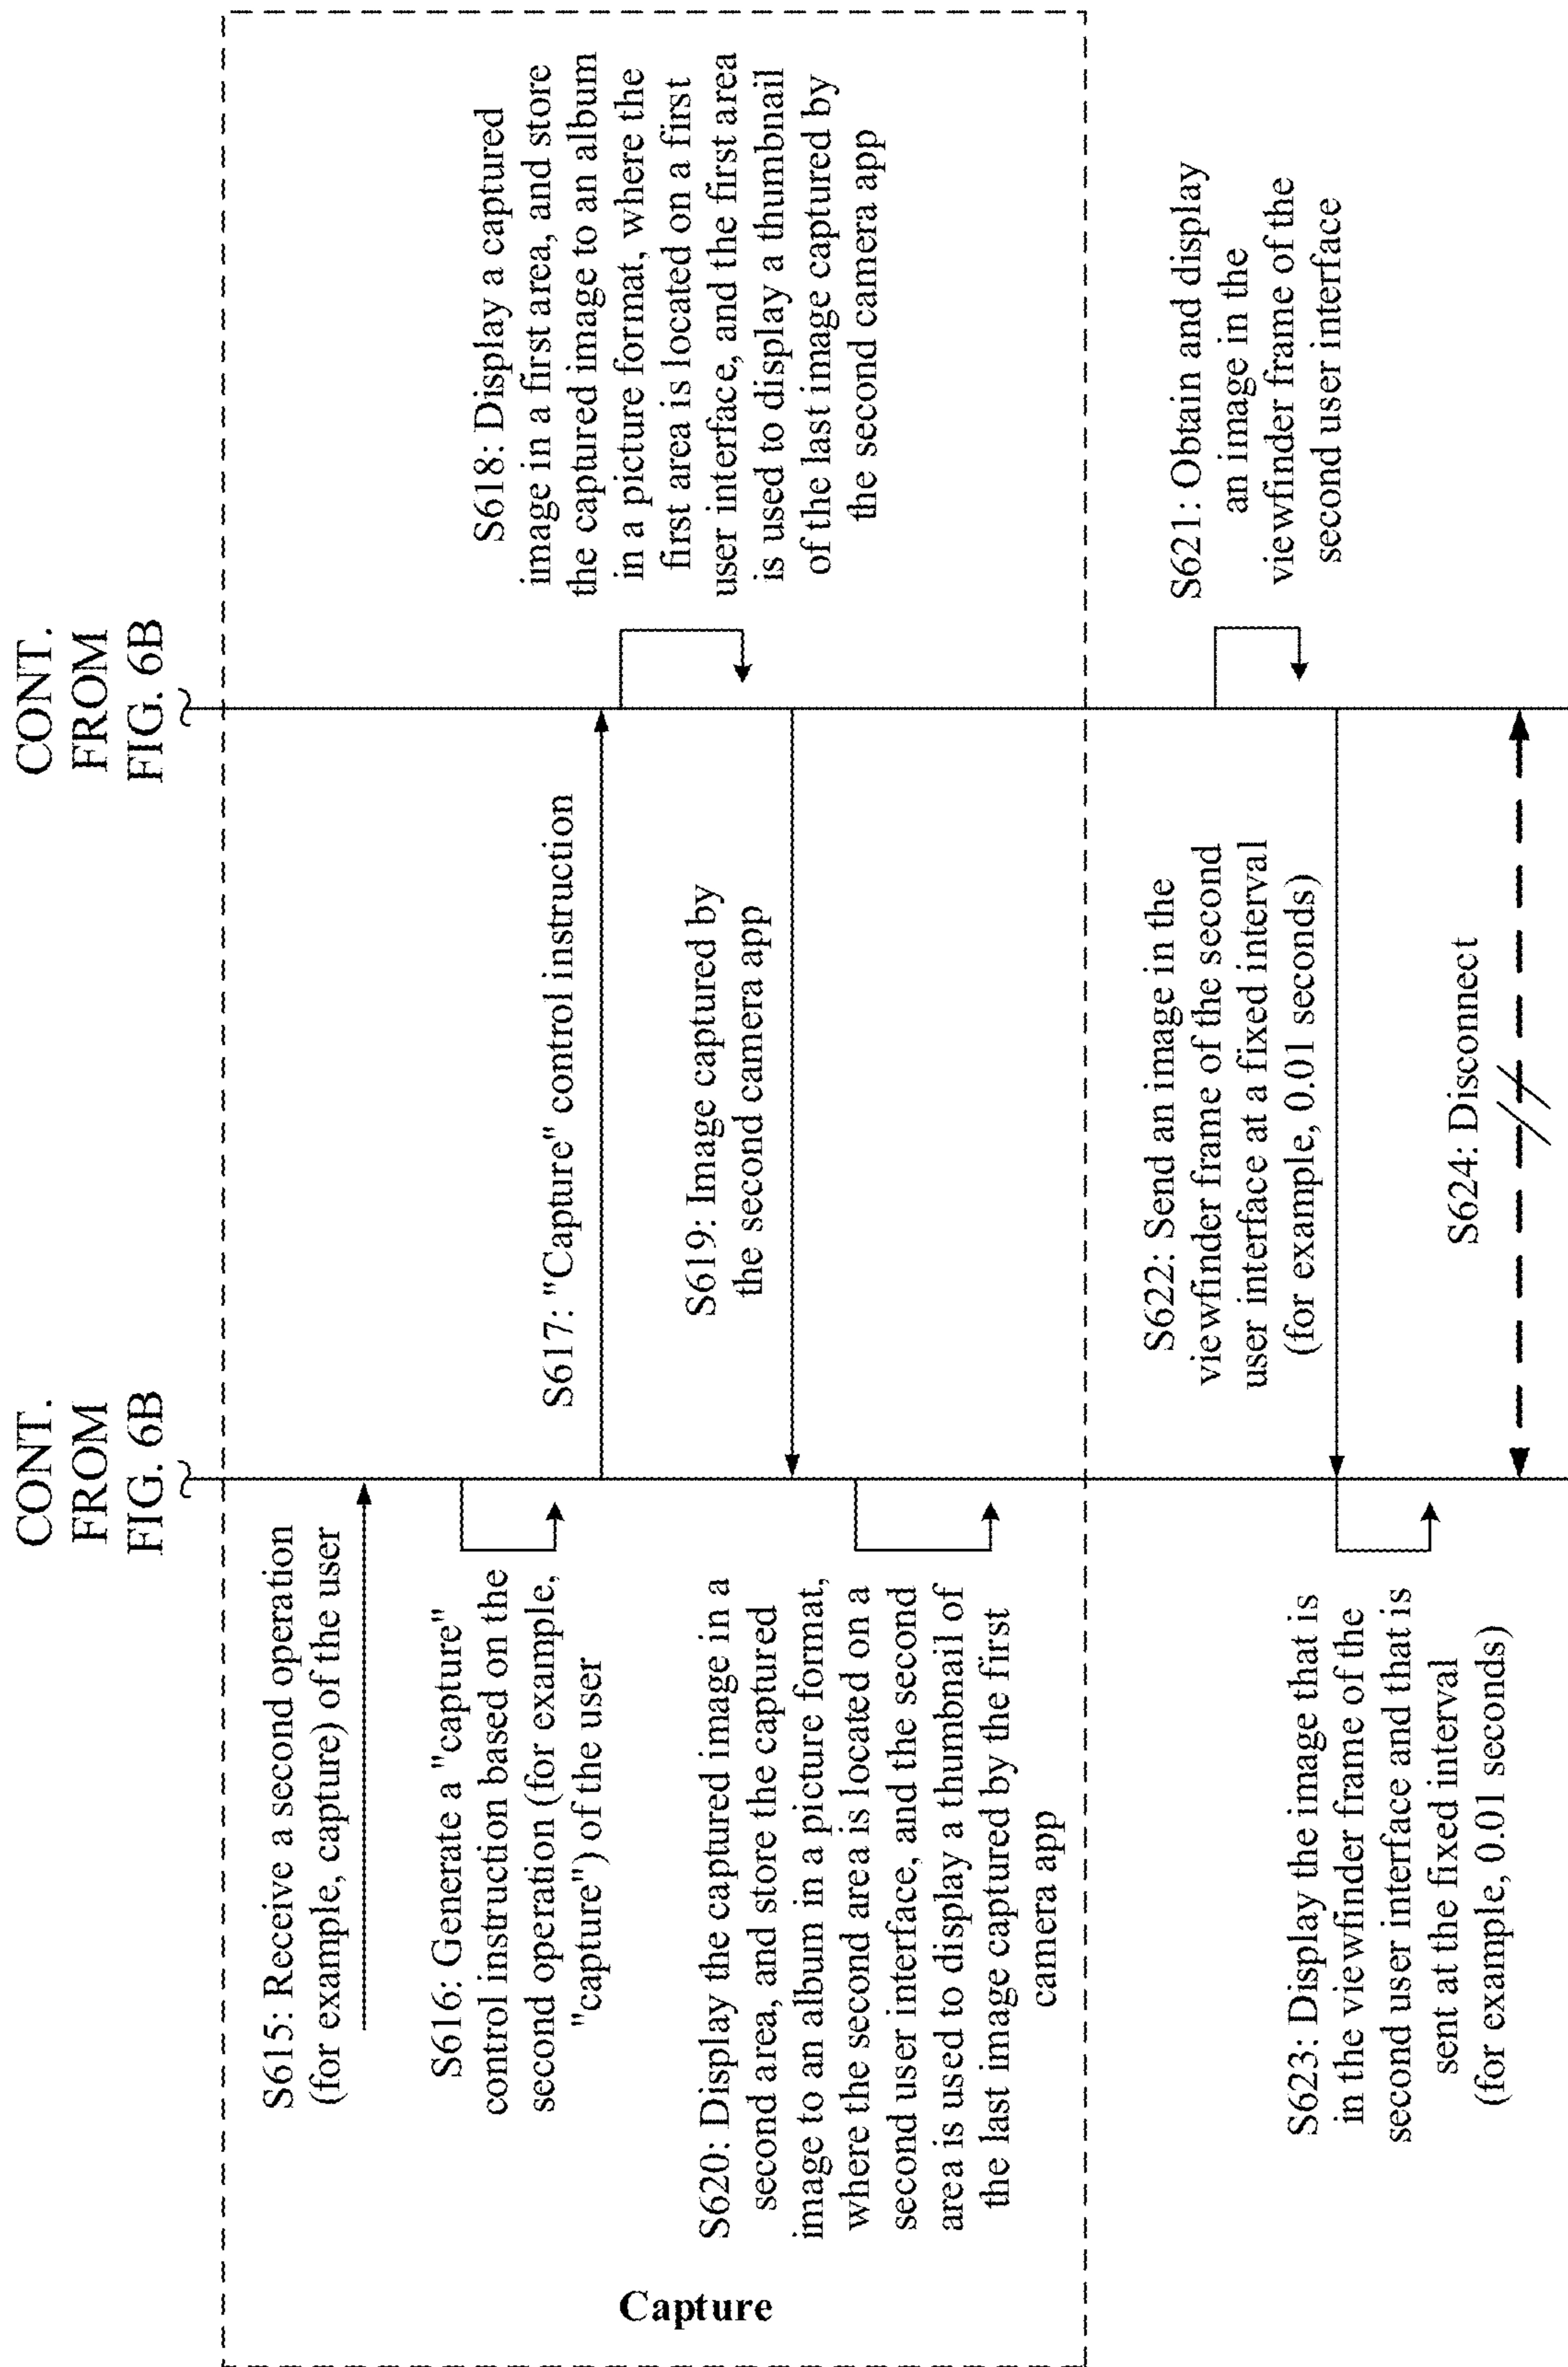 CONT.
FROM
FIG. 6B
CONT.
FROM
FIG. 6B
S615: Receive a second operation
(for example, capture) of the user
S616: Generate a "capture"
control instruction based on the
second operation (for example,
"capture") of the user
S617: "Capture" control instruction
S618: Display a captured
image in a first area, and store
the captured image to an album
in a picture format, where the
first area is located on a first
user interface, and the first area
is used to display a thumbnail
of the last image captured by
the second camera app
S619: Image captured by
the second camera app
S620: Display the captured image in a
second area, and store the captured
image to an album in a picture format,
where the second area is located on a
second user interface, and the second
area is used to display a thumbnail of
the last image captured by the first
camera app
Capture
S621: Obtain and display
an image in the
viewfinder frame of the
second user interface
S622: Send an image in the
viewfinder frame of the second
user interface at a fixed interval
(for example, 0.01 seconds)
S623: Display the image that is
in the viewfinder frame of the
second user interface and that is
sent at the fixed interval
(for example, 0.01 seconds)
S624: Disconnect